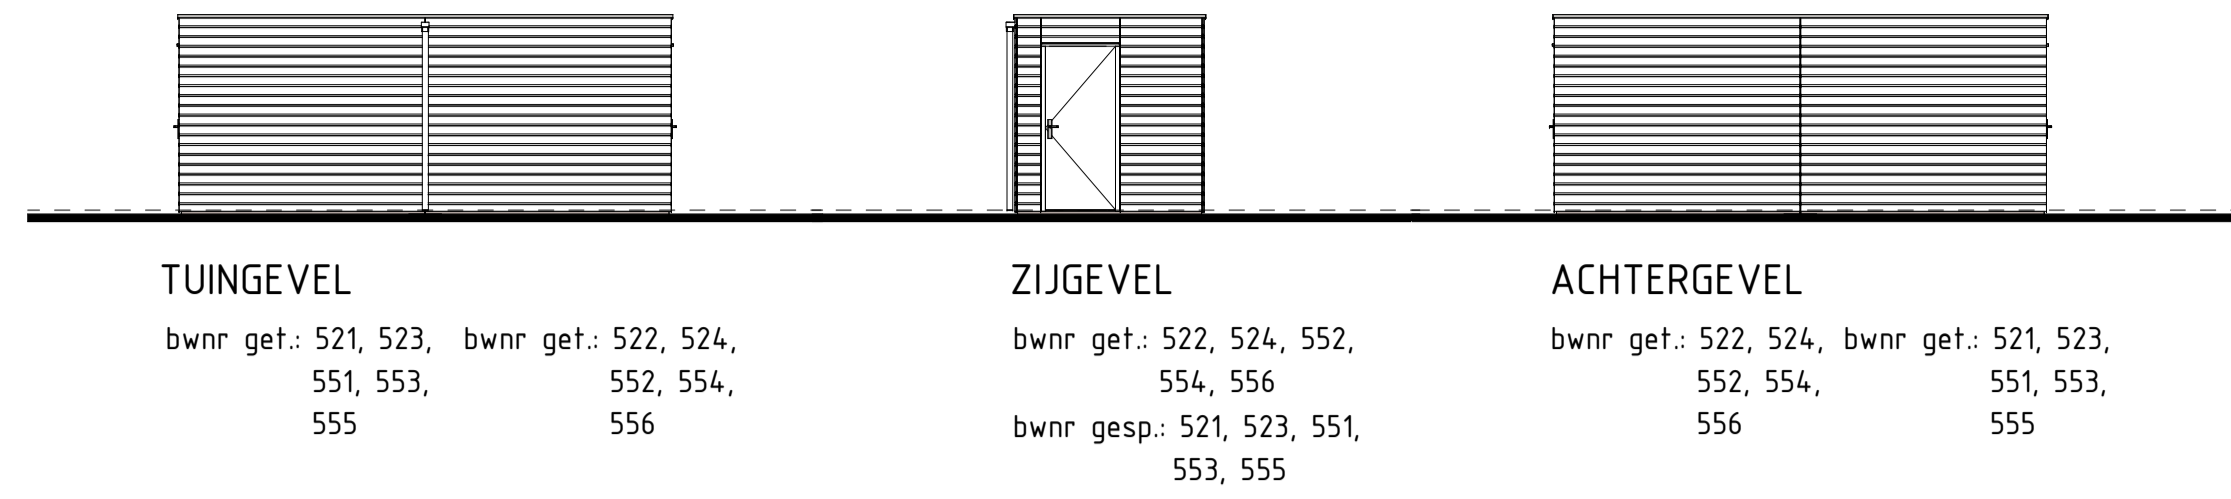 TUINGEVEL
bwnr get.: 521, 523,
551, 553,
555
bwnr get.: 522, 524,
552, 554,
556
ZIJGEVEL
bwnr get.: 522, 524, 552,
554, 556
bwnr gesp.: 521, 523, 551,
553, 555
ACHTERGEVEL
bwnr get.: 522, 524,
552, 554,
556
bwnr get.: 521, 523,
551, 553,
555